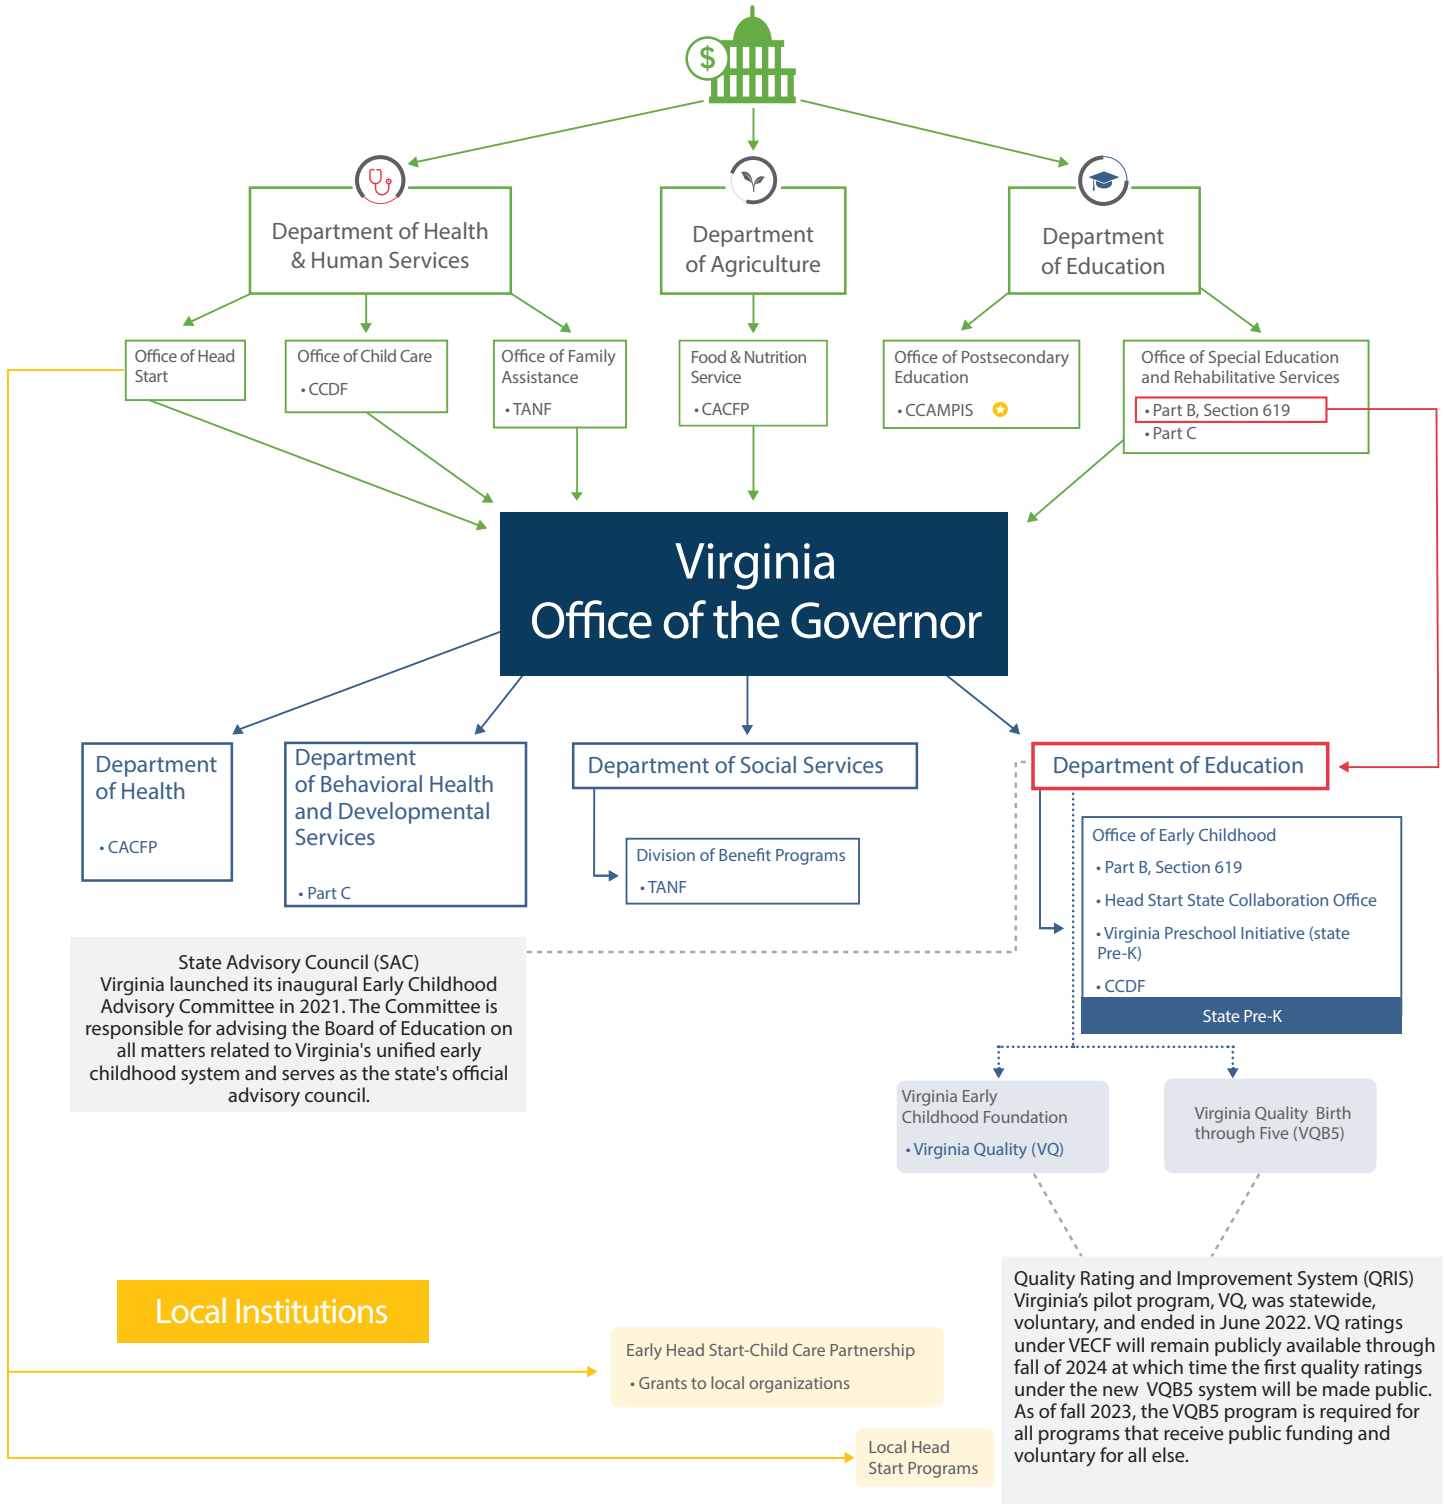 $
Department of Health
& Human Services
Department
of Agriculture
Department
of Education
Office of Head
Start
Office of Child Care
• CCDF
Office of Family
Assistance
• TANF
Food & Nutrition
Service
• CACFP
Office of Postsecondary
Education
• CCAMPIS
Office of Special Education
and Rehabilitative Services
• Part B, Section 619
• Part C
Virginia
Office of the Governor
Department
of Health
• CACFP
Department
of Behavioral Health
and Developmental
Services
• Part C
Department of Social Services
Division of Benefit Programs
• TANF
Department of Education
Office of Early Childhood
• Part B, Section 619
• Head Start State Collaboration Office
• Virginia Preschool Initiative (state
Pre-K)
• CCDF
State Pre-K
State Advisory Council (SAC)
Virginia launched its inaugural Early Childhood
Advisory Committee in 2021. The Committee is
responsible for advising the Board of Education on
all matters related to Virginia's unified early
childhood system and serves as the state's official
advisory council.
Virginia Early
Childhood Foundation
• Virginia Quality (VQ)
Virginia Quality Birth
through Five (VQB5)
Quality Rating and Improvement System (QRIS)
Virginia’s pilot program, VQ, was statewide,
voluntary, and ended in June 2022. VQ ratings
under VECF will remain publicly available through
fall of 2024 at which time the first quality ratings
under the new VQB5 system will be made public.
As of fall 2023, the VQB5 program is required for
all programs that receive public funding and
voluntary for all else.
Local Institutions
Early Head Start-Child Care Partnership
• Grants to local organizations
Local Head
Start Programs